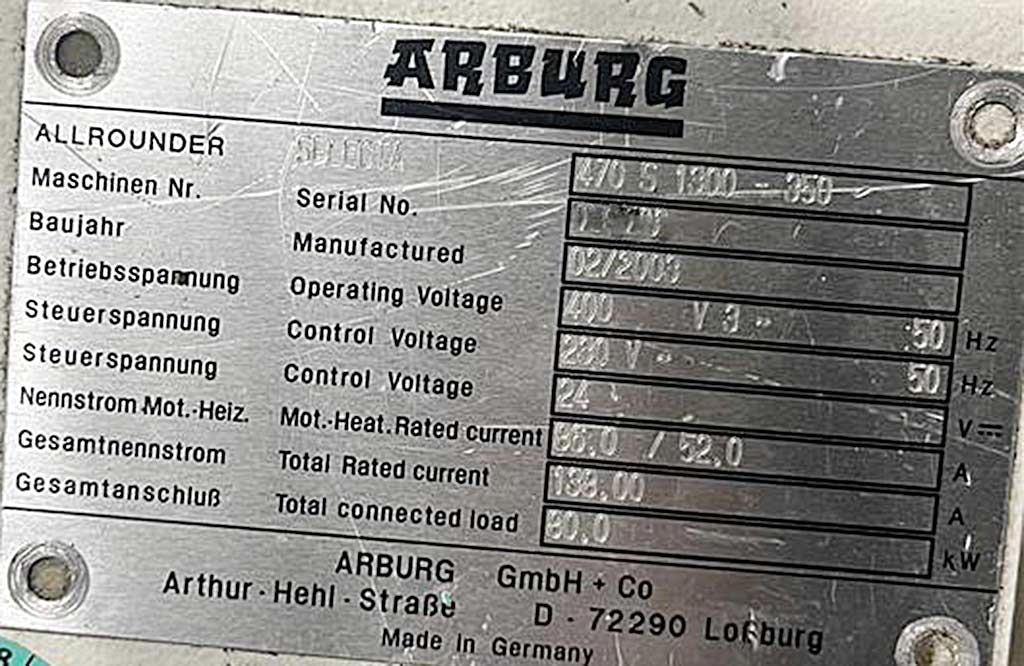 ARBURG
ALLROUNDER SELECTA 470 S 1300 - 350
Maschinen Nr. Serial No.
Baujahr Manufactured 02/2003
Betriebsspannung Operating Voltage 400 V 3 ~ 50 Hz
Steuerspannung Control Voltage 230 V ~ 50 Hz
Steuerspannung Control Voltage 24 V ⎓
Nennstrom Mot.-Heiz. Mot.-Heat. Rated current 86.0 / 52.0 A
Gesamtnennstrom Total Rated current 138.00 A
Gesamtanschluß Total connected load 80.0 kW
ARBURG GmbH + Co
Arthur - Hehl - Straße D - 72290 Loßburg
Made in Germany